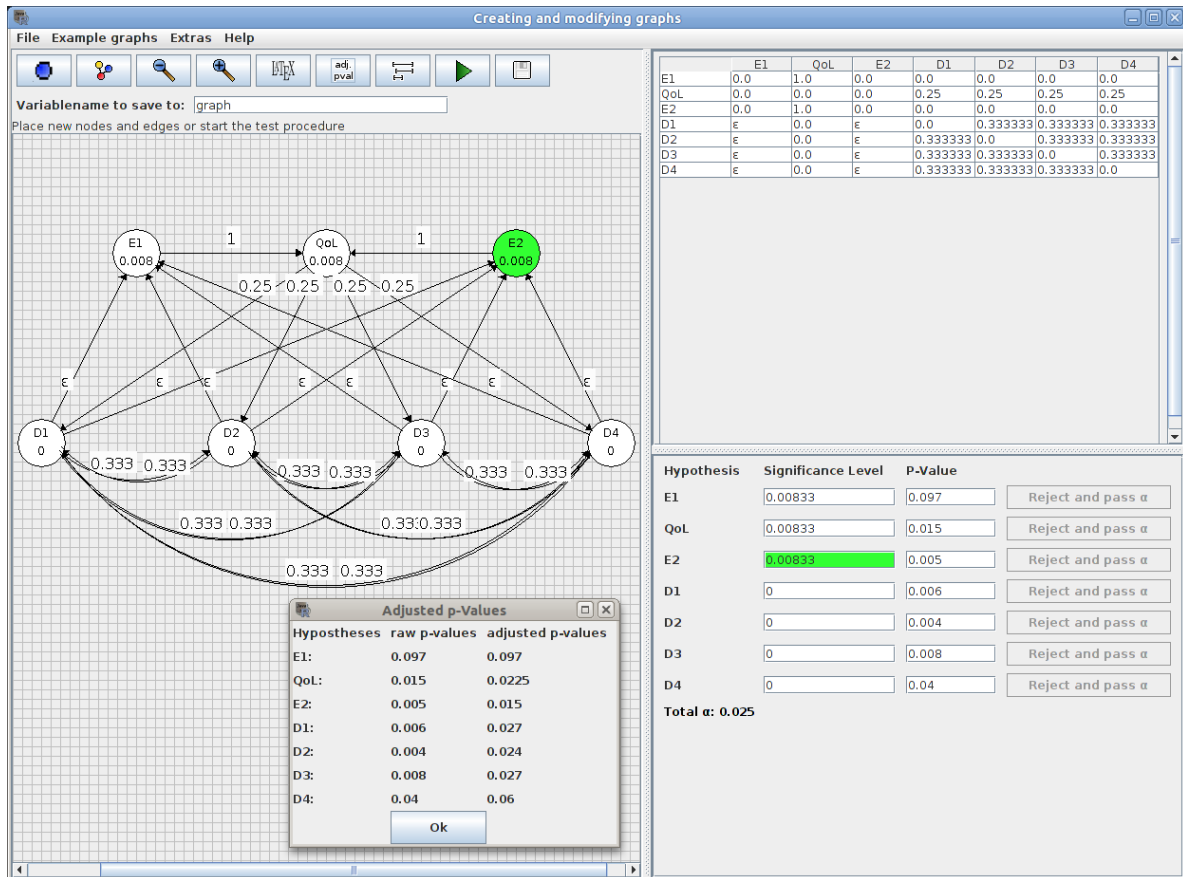 Creating and modifying graphs
File Example graphs Extras Help
LATEX
adj. pval
Variablename to save to: graph
Place new nodes and edges or start the test procedure
E1 0.008
1
QoL 0.008
1
E2 0.008
0.25 0.25 0.25 0.25
ε ε ε ε ε ε ε ε
D1 0
D2 0
D3 0
D4 0
0.333 0.333 0.333 0.333 0.333 0.333
0.333 0.333 0.333 0.333
0.333 0.333
Adjusted p-Values
Hypostheses raw p-values adjusted p-values
E1: 0.097 0.097
QoL: 0.015 0.0225
E2: 0.005 0.015
D1: 0.006 0.027
D2: 0.004 0.024
D3: 0.008 0.027
D4: 0.04 0.06
Ok
E1 QoL E2 D1 D2 D3 D4
E1 0.0 1.0 0.0 0.0 0.0 0.0 0.0
QoL 0.0 0.0 0.0 0.25 0.25 0.25 0.25
E2 0.0 1.0 0.0 0.0 0.0 0.0 0.0
D1 ε 0.0 ε 0.0 0.333333 0.333333 0.333333
D2 ε 0.0 ε 0.333333 0.0 0.333333 0.333333
D3 ε 0.0 ε 0.333333 0.333333 0.0 0.333333
D4 ε 0.0 ε 0.333333 0.333333 0.333333 0.0
Hypothesis Significance Level P-Value
E1 0.00833 0.097 Reject and pass α
QoL 0.00833 0.015 Reject and pass α
E2 0.00833 0.005 Reject and pass α
D1 0 0.006 Reject and pass α
D2 0 0.004 Reject and pass α
D3 0 0.008 Reject and pass α
D4 0 0.04 Reject and pass α
Total α: 0.025